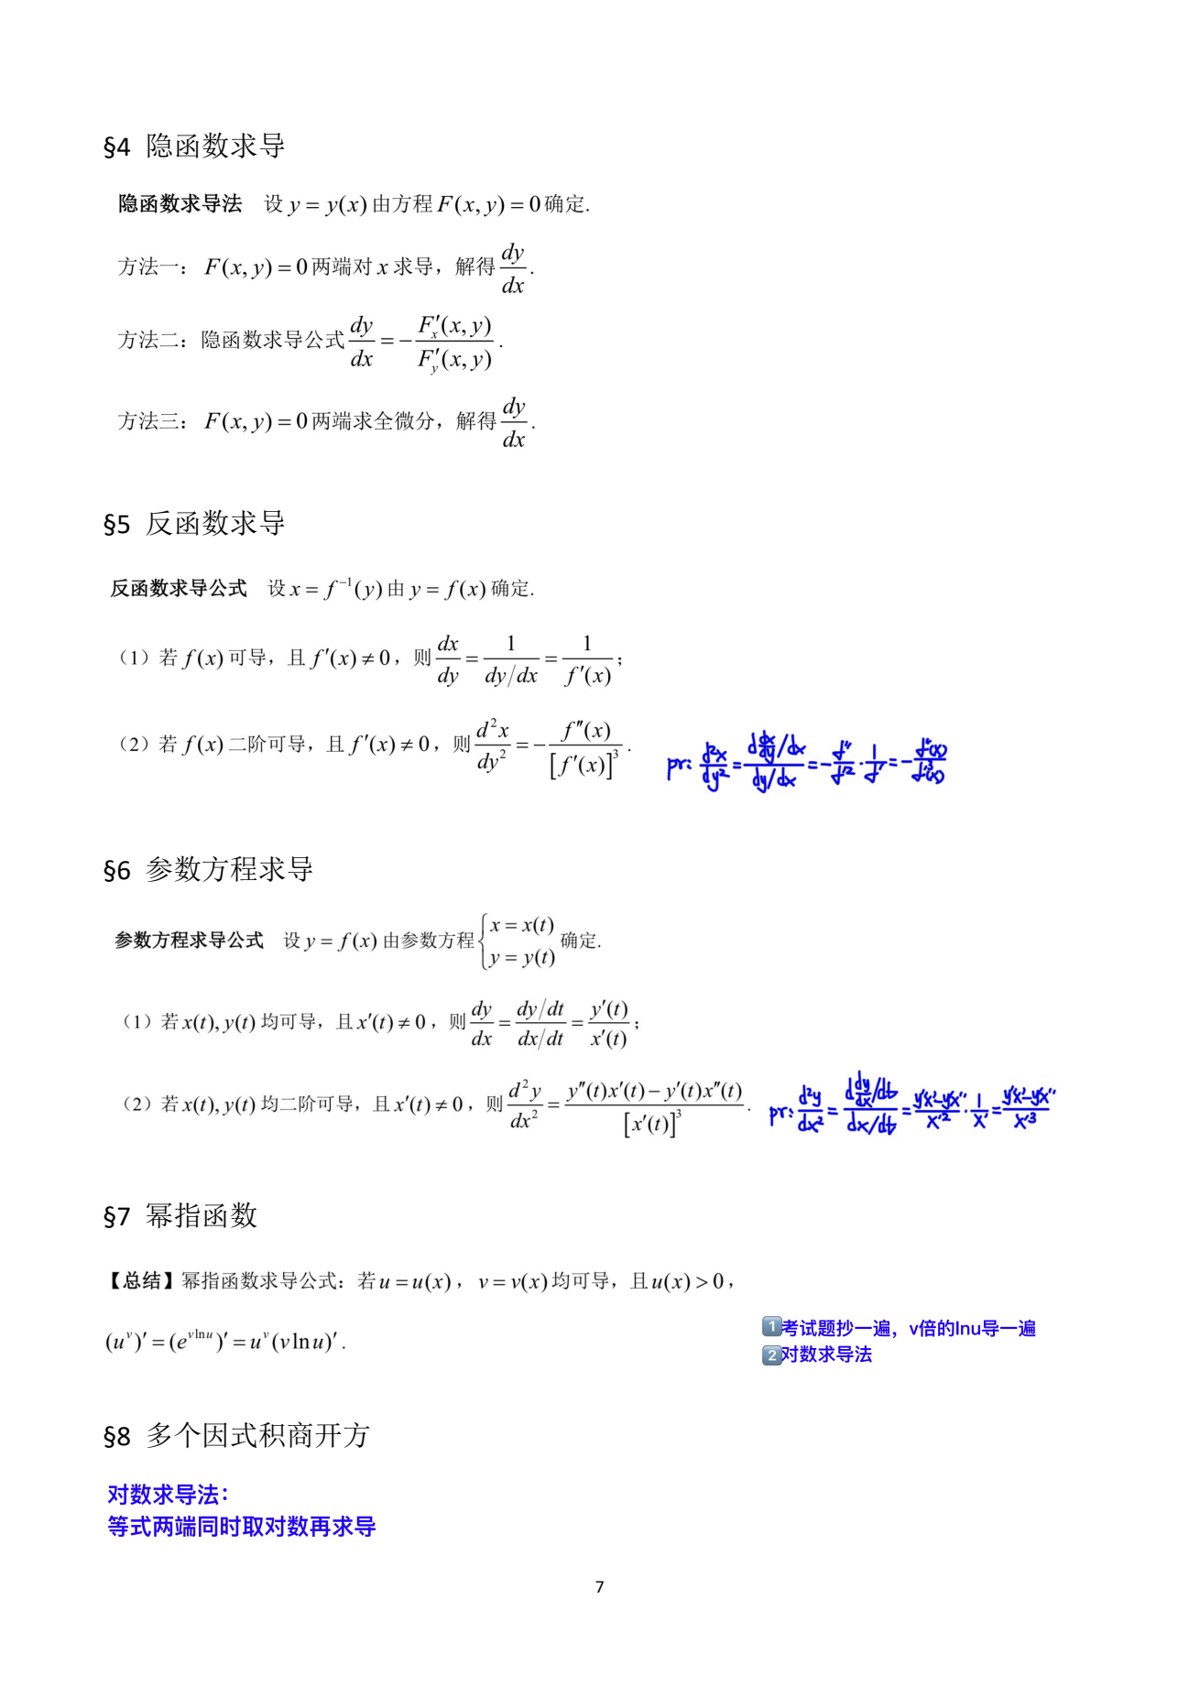 §4 隐函数求导
隐函数求导法 设 y = y(x) 由方程 F(x, y) = 0 确定.
方法一： F(x, y) = 0 两端对 x 求导，解得 dy/dx .
方法二：隐函数求导公式 dy/dx = − F′ₓ(x, y) / F′ᵧ(x, y) .
方法三： F(x, y) = 0 两端求全微分，解得 dy/dx .
§5 反函数求导
反函数求导公式 设 x = f⁻¹(y) 由 y = f(x) 确定.
（1）若 f(x) 可导，且 f′(x) ≠ 0，则 dx/dy = 1/(dy/dx) = 1/f′(x)；
（2）若 f(x) 二阶可导，且 f′(x) ≠ 0，则 d²x/dy² = − f″(x)/[f′(x)]³ .
pr: d²x/dy² = (d dx/dy /dx)/(dy/dx) = −f″/f′² · 1/f′ = −f″(x)/f′³(x)
§6 参数方程求导
参数方程求导公式 设 y = f(x) 由参数方程 { x = x(t) y = y(t) 确定.
（1）若 x(t), y(t) 均可导，且 x′(t) ≠ 0，则 dy/dx = (dy/dt)/(dx/dt) = y′(t)/x′(t)；
（2）若 x(t), y(t) 均二阶可导，且 x′(t) ≠ 0，则 d²y/dx² = (y″(t)x′(t) − y′(t)x″(t))/[x′(t)]³ .
pr: d²y/dx² = (d dy/dx /dt)/(dx/dt) = (y″x′−y′x″)/x′² · 1/x′ = (y″x′−y′x″)/x′³
§7 幂指函数
【总结】幂指函数求导公式：若 u = u(x)， v = v(x) 均可导，且 u(x) > 0，
(uᵛ)′ = (e^(v ln u))′ = uᵛ(v ln u)′ .
1考试题抄一遍，v倍的lnu导一遍
2对数求导法
§8 多个因式积商开方
对数求导法：
等式两端同时取对数再求导
7